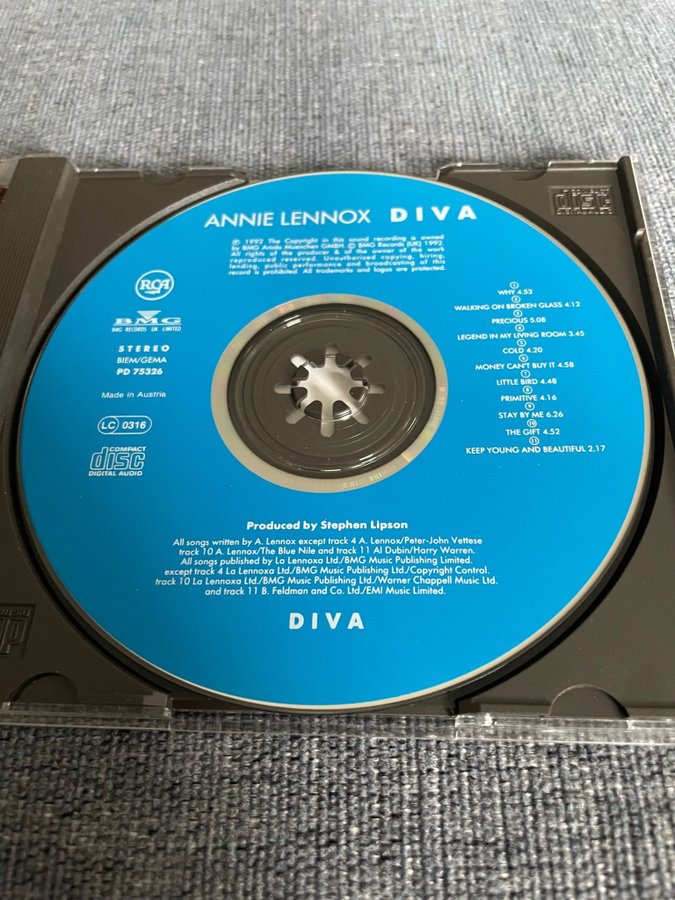 ANNIE LENNOX DIVA
℗ 1992 The Copyright in this sound recording is owned
by BMG Ariola Muenchen GMBH. © BMG Records (UK) 1992.
All rights of the producer & of the owner of the work
reproduced reserved. Unauthorised copying, hiring,
lending, public performance and broadcasting of this
record is prohibited. All trademarks and logos are protected.
RCA
BMG
BMG RECORDS UK LIMITED
STEREO
BIEM/GEMA
PD 75326
Made in Austria
LC 0316
COMPACT
disc
DIGITAL AUDIO
1
WHY 4.53
2
WALKING ON BROKEN GLASS 4.12
3
PRECIOUS 5.08
4
LEGEND IN MY LIVING ROOM 3.45
5
COLD 4.20
6
MONEY CAN'T BUY IT 4.58
7
LITTLE BIRD 4.48
8
PRIMITIVE 4.16
9
STAY BY ME 6.26
10
THE GIFT 4.52
11
KEEP YOUNG AND BEAUTIFUL 2.17
Produced by Stephen Lipson
All songs written by A. Lennox except track 4 A. Lennox/Peter-John Vettese
track 10 A. Lennox/The Blue Nile and track 11 Al Dubin/Harry Warren.
All songs published by La Lennoxa Ltd./BMG Music Publishing Limited.
except track 4 La Lennoxa Ltd./BMG Music Publishing Ltd./Copyright Control.
track 10 La Lennoxa Ltd./BMG Music Publishing Ltd./Warner Chappell Music Ltd.
and track 11 B. Feldman and Co. Ltd./EMI Music Limited.
DIVA
COMPACT
disc
DIGITAL AUDIO